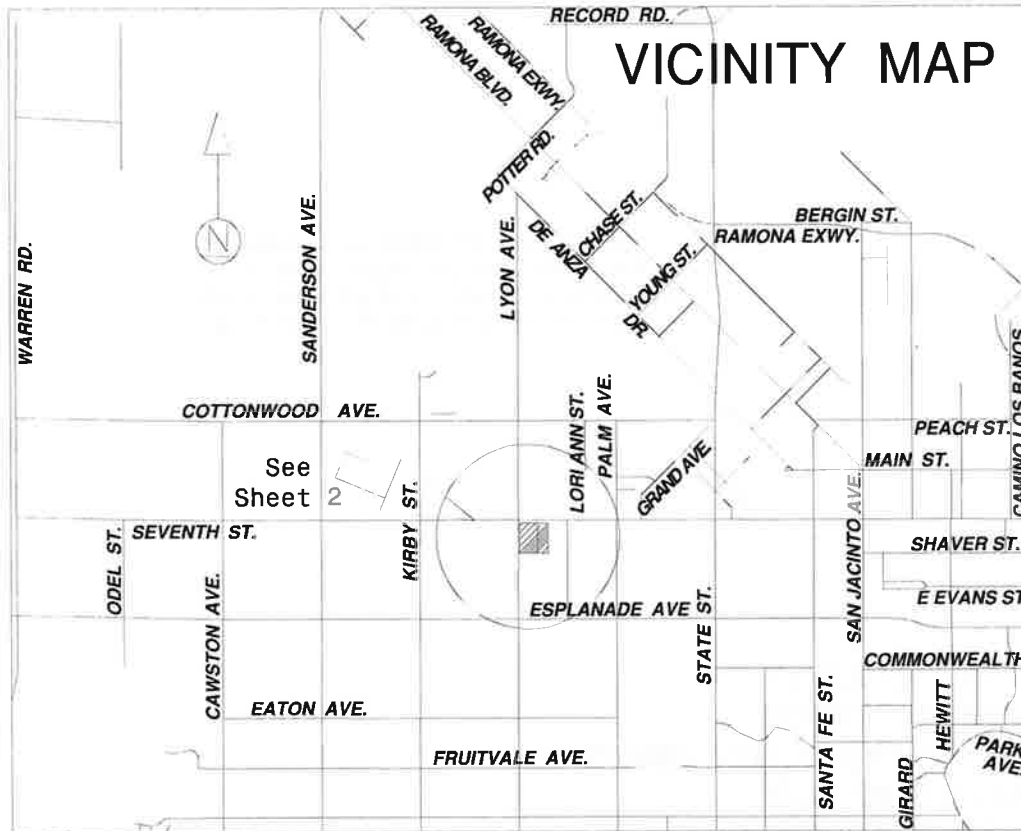 RECORD RD.
VICINITY MAP
RAMONA EXWY.
RAMONA BLVD.
POTTER RD.
CHASE ST.
DE ANZA
DR.
YOUNG ST.
BERGIN ST.
RAMONA EXWY.
N
WARREN RD.
SANDERSON AVE.
LYON AVE.
COTTONWOOD AVE.
LORI ANN ST.
PALM AVE.
GRAND AVE.
PEACH ST.
MAIN ST.
CAMINO LOS BANOS
See
Sheet 2
KIRBY ST.
SAN JACINTO AVE.
ODEL ST.
SEVENTH ST.
SHAVER ST.
E EVANS ST
ESPLANADE AVE
STATE ST.
CAWSTON AVE.
COMMONWEALTH
EATON AVE.
SANTA FE ST.
HEWITT
GIRARD
PARK
AVE.
FRUITVALE AVE.